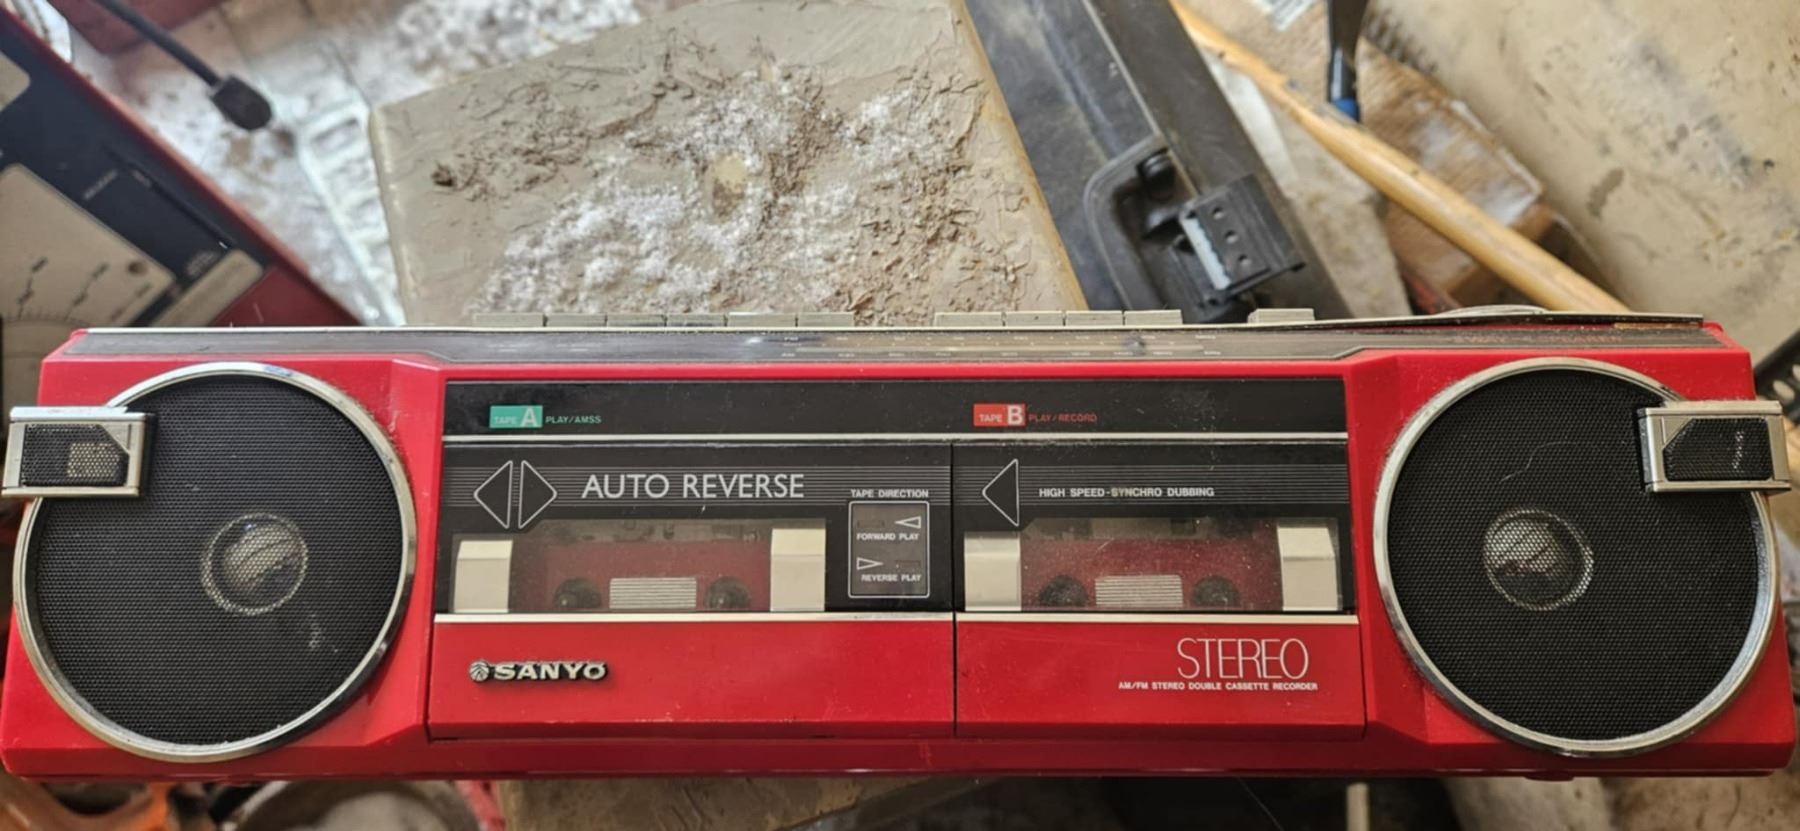 TAPE A PLAY/AMSS
TAPE B PLAY/RECORD
AUTO REVERSE
TAPE DIRECTION
FORWARD PLAY
REVERSE PLAY
HIGH SPEED-SYNCHRO DUBBING
SANYO
STEREO
AM/FM STEREO DOUBLE CASSETTE RECORDER